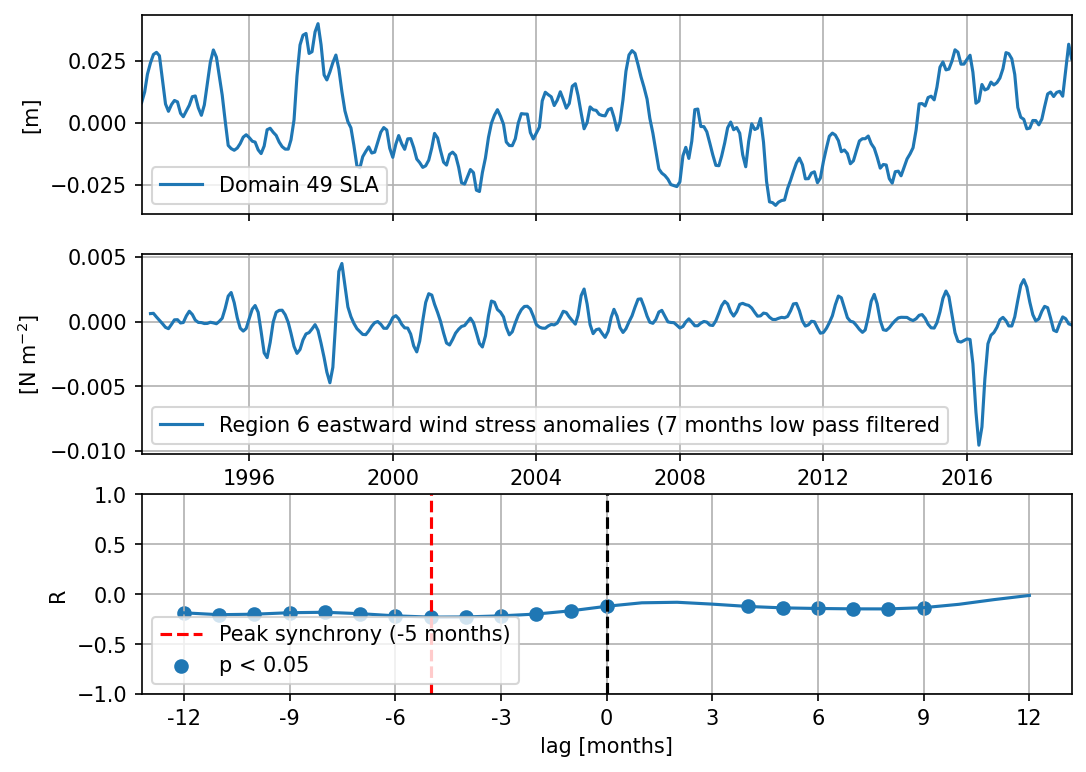 0.025
0.000
−0.025
[m]
Domain 49 SLA
0.005
0.000
−0.005
−0.010
[N m⁻²]
Region 6 eastward wind stress anomalies (7 months low pass filtered
1996 2000 2004 2008 2012 2016
1.0
0.5
0.0
−0.5
−1.0
R
Peak synchrony (-5 months)
p < 0.05
-12 -9 -6 -3 0 3 6 9 12
lag [months]